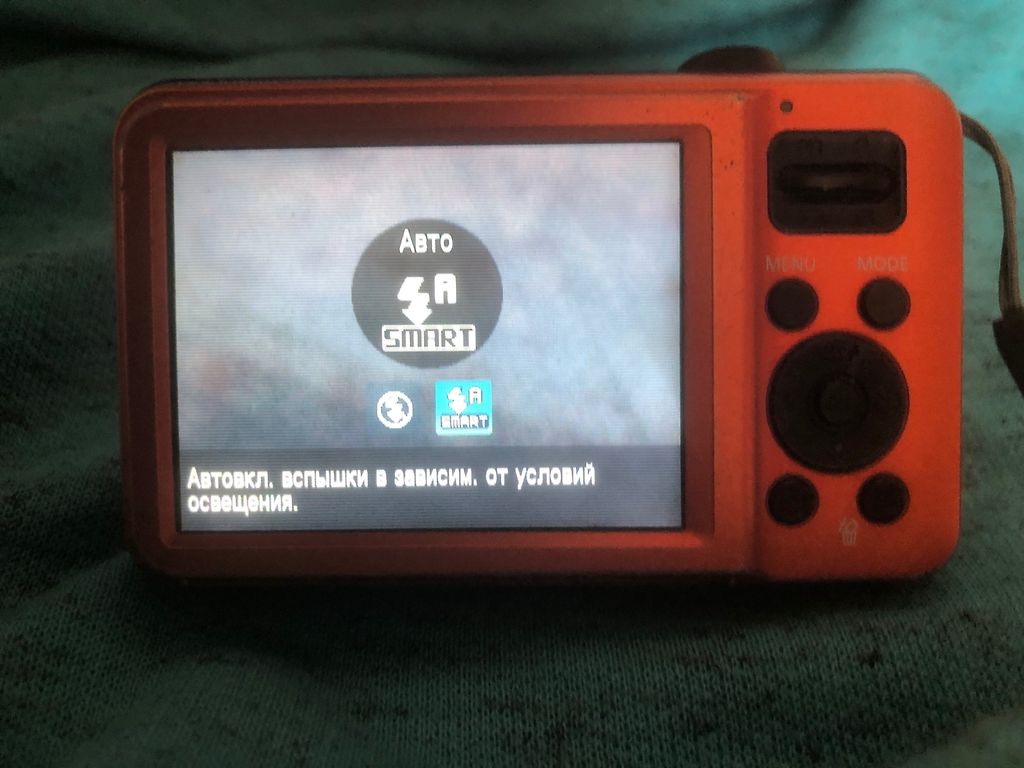 Авто
A
SMART
A
SMART
Автовкл. вспышки в зависим. от условий
освещения.
MENU MODE